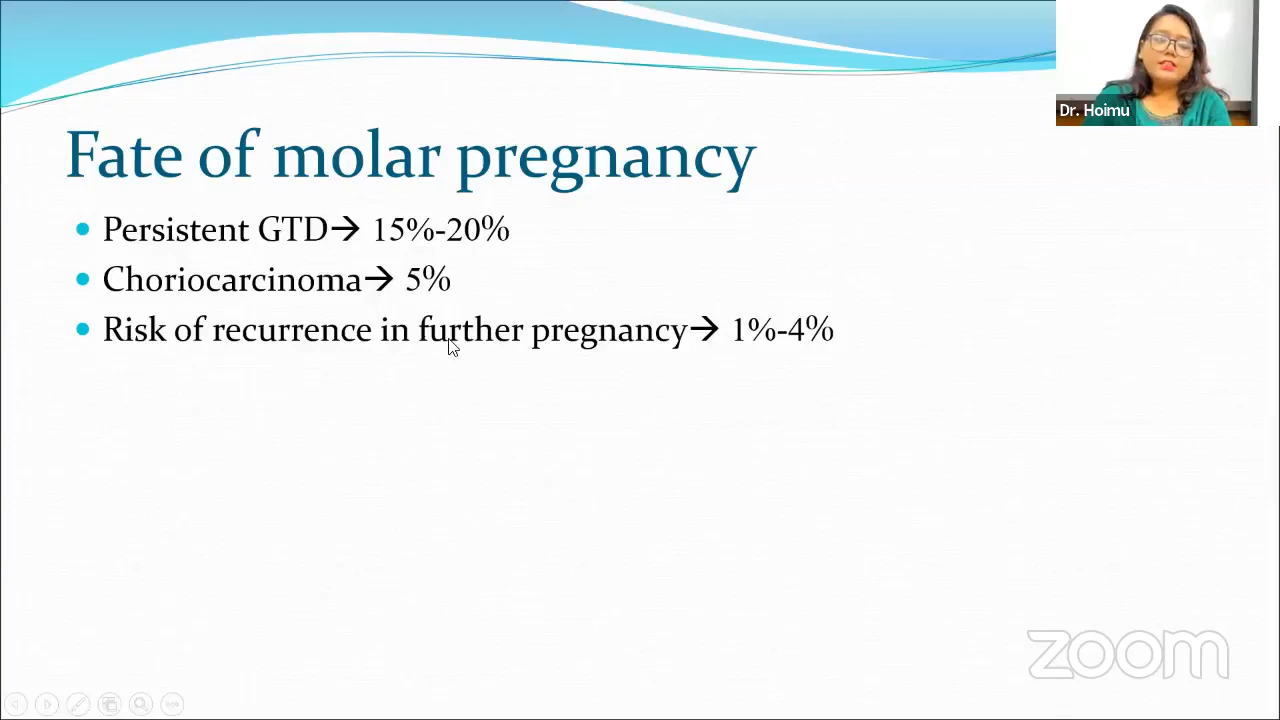 Dr. Hoimu
Fate of molar pregnancy
• Persistent GTD→ 15%-20%
• Choriocarcinoma→ 5%
• Risk of recurrence in further pregnancy→ 1%-4%
zoom